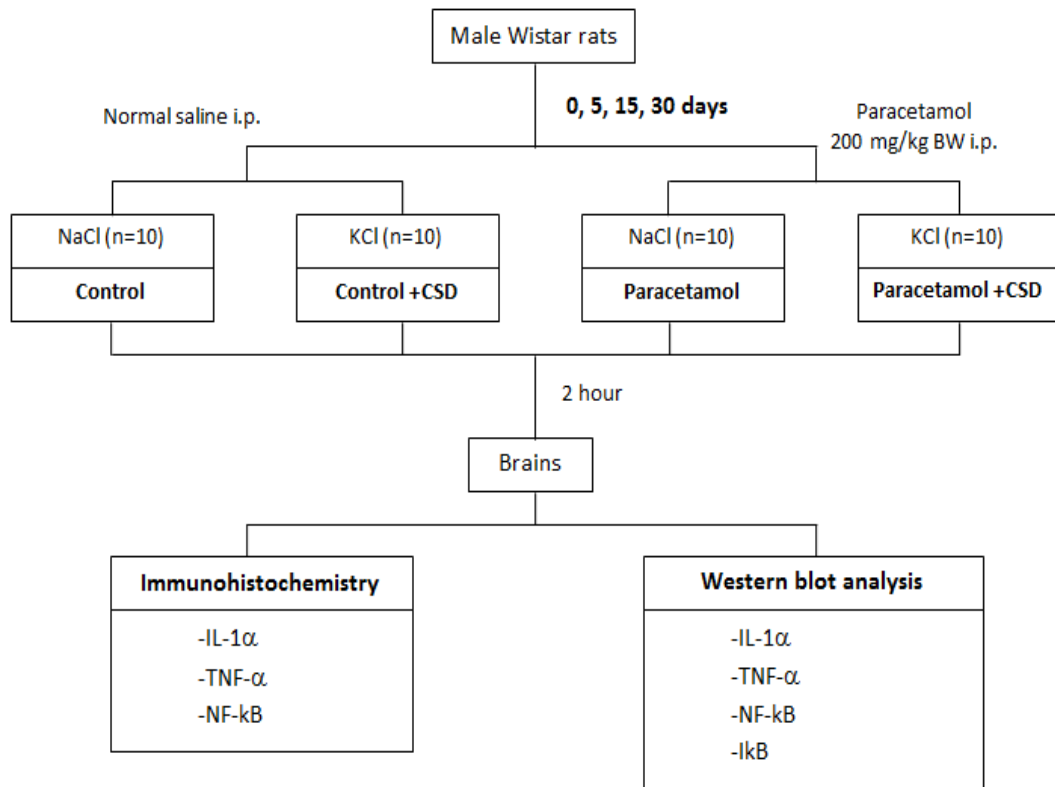 Male Wistar rats
Normal saline i.p.
0, 5, 15, 30 days
Paracetamol
200 mg/kg BW i.p.
NaCl (n=10)
Control
KCl (n=10)
Control +CSD
NaCl (n=10)
Paracetamol
KCl (n=10)
Paracetamol +CSD
2 hour
Brains
Immunohistochemistry
-IL-1α
-TNF-α
-NF-kB
Western blot analysis
-IL-1α
-TNF-α
-NF-kB
-IkB